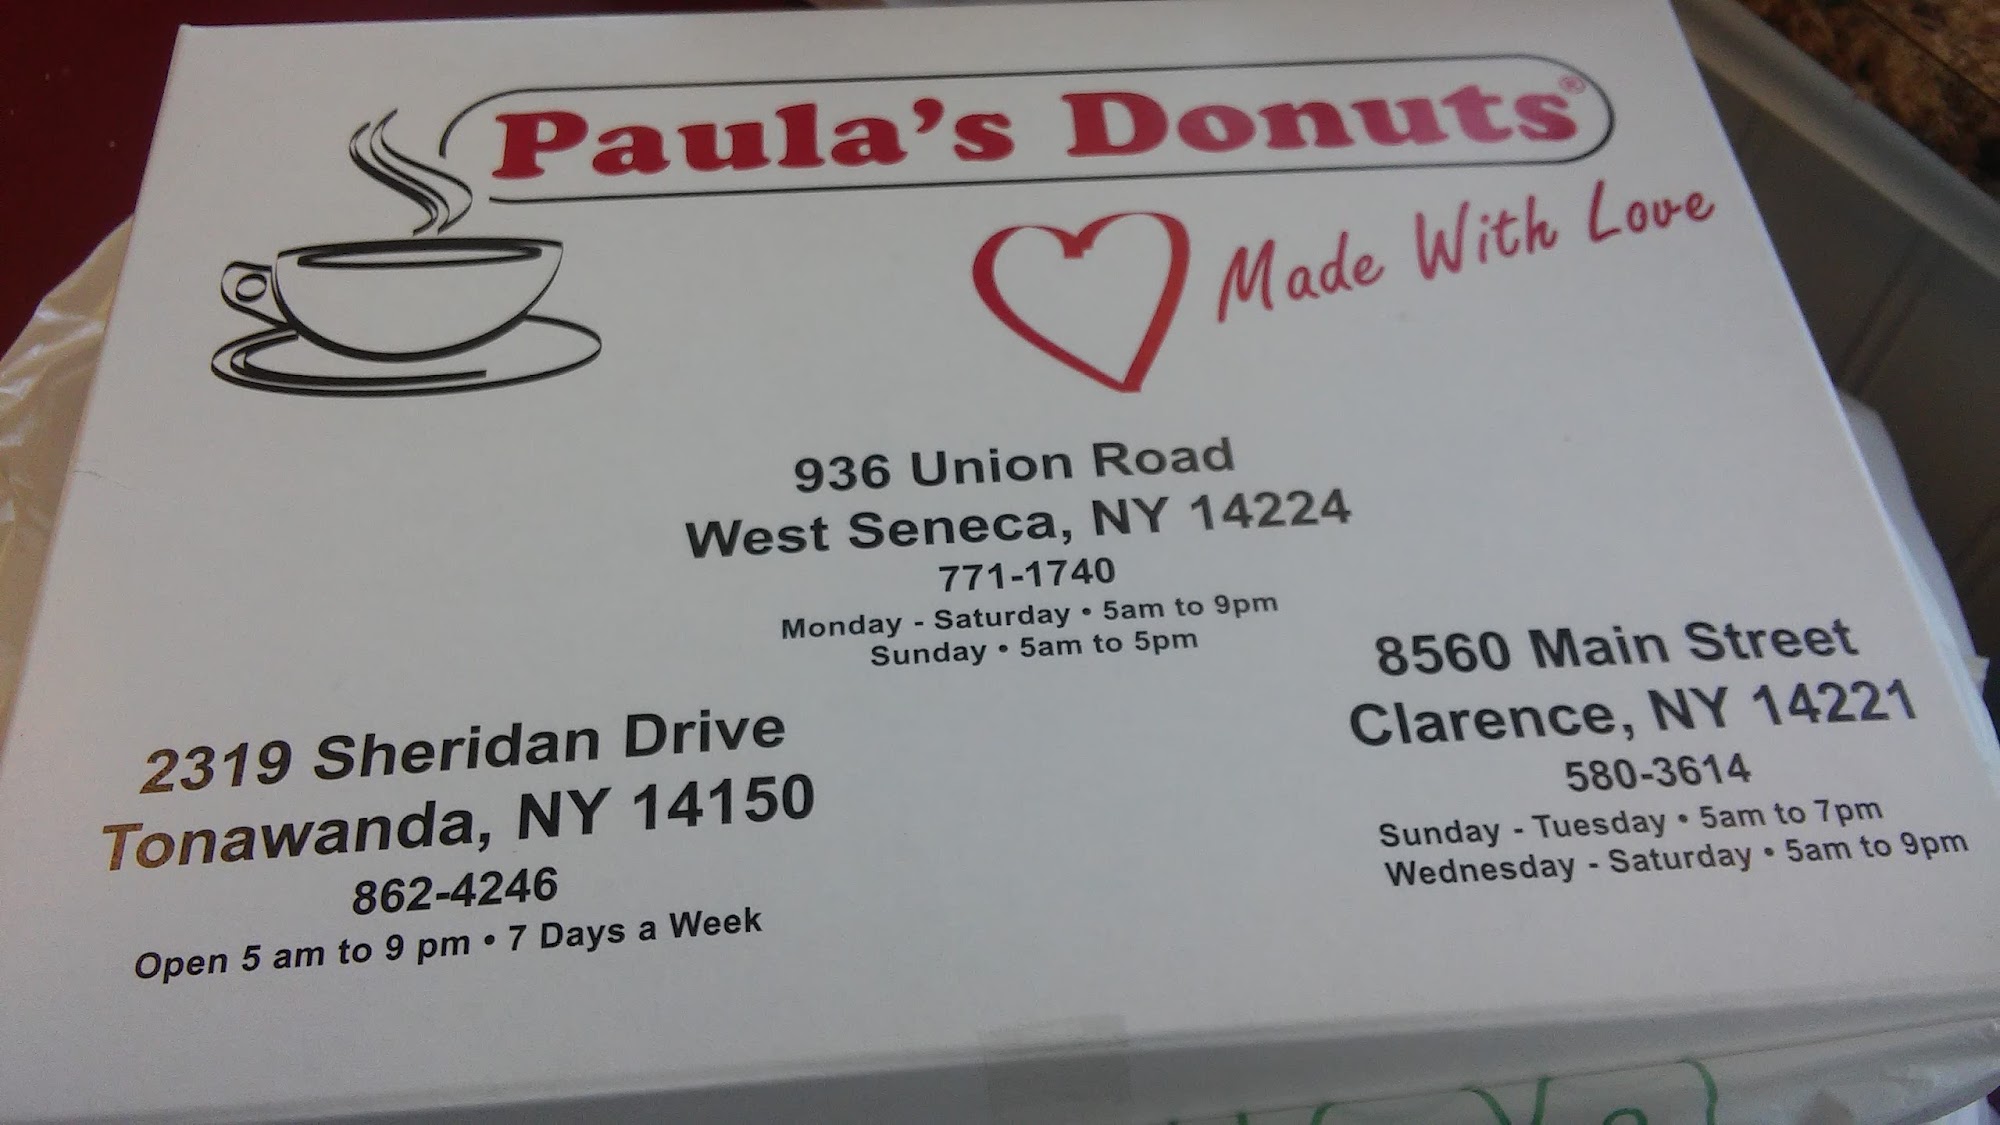 Paula's Donuts®
Made With Love
936 Union Road
West Seneca, NY 14224
771-1740
Monday - Saturday • 5am to 9pm
Sunday • 5am to 5pm
2319 Sheridan Drive
Tonawanda, NY 14150
862-4246
Open 5 am to 9 pm • 7 Days a Week
8560 Main Street
Clarence, NY 14221
580-3614
Sunday - Tuesday • 5am to 7pm
Wednesday - Saturday • 5am to 9pm